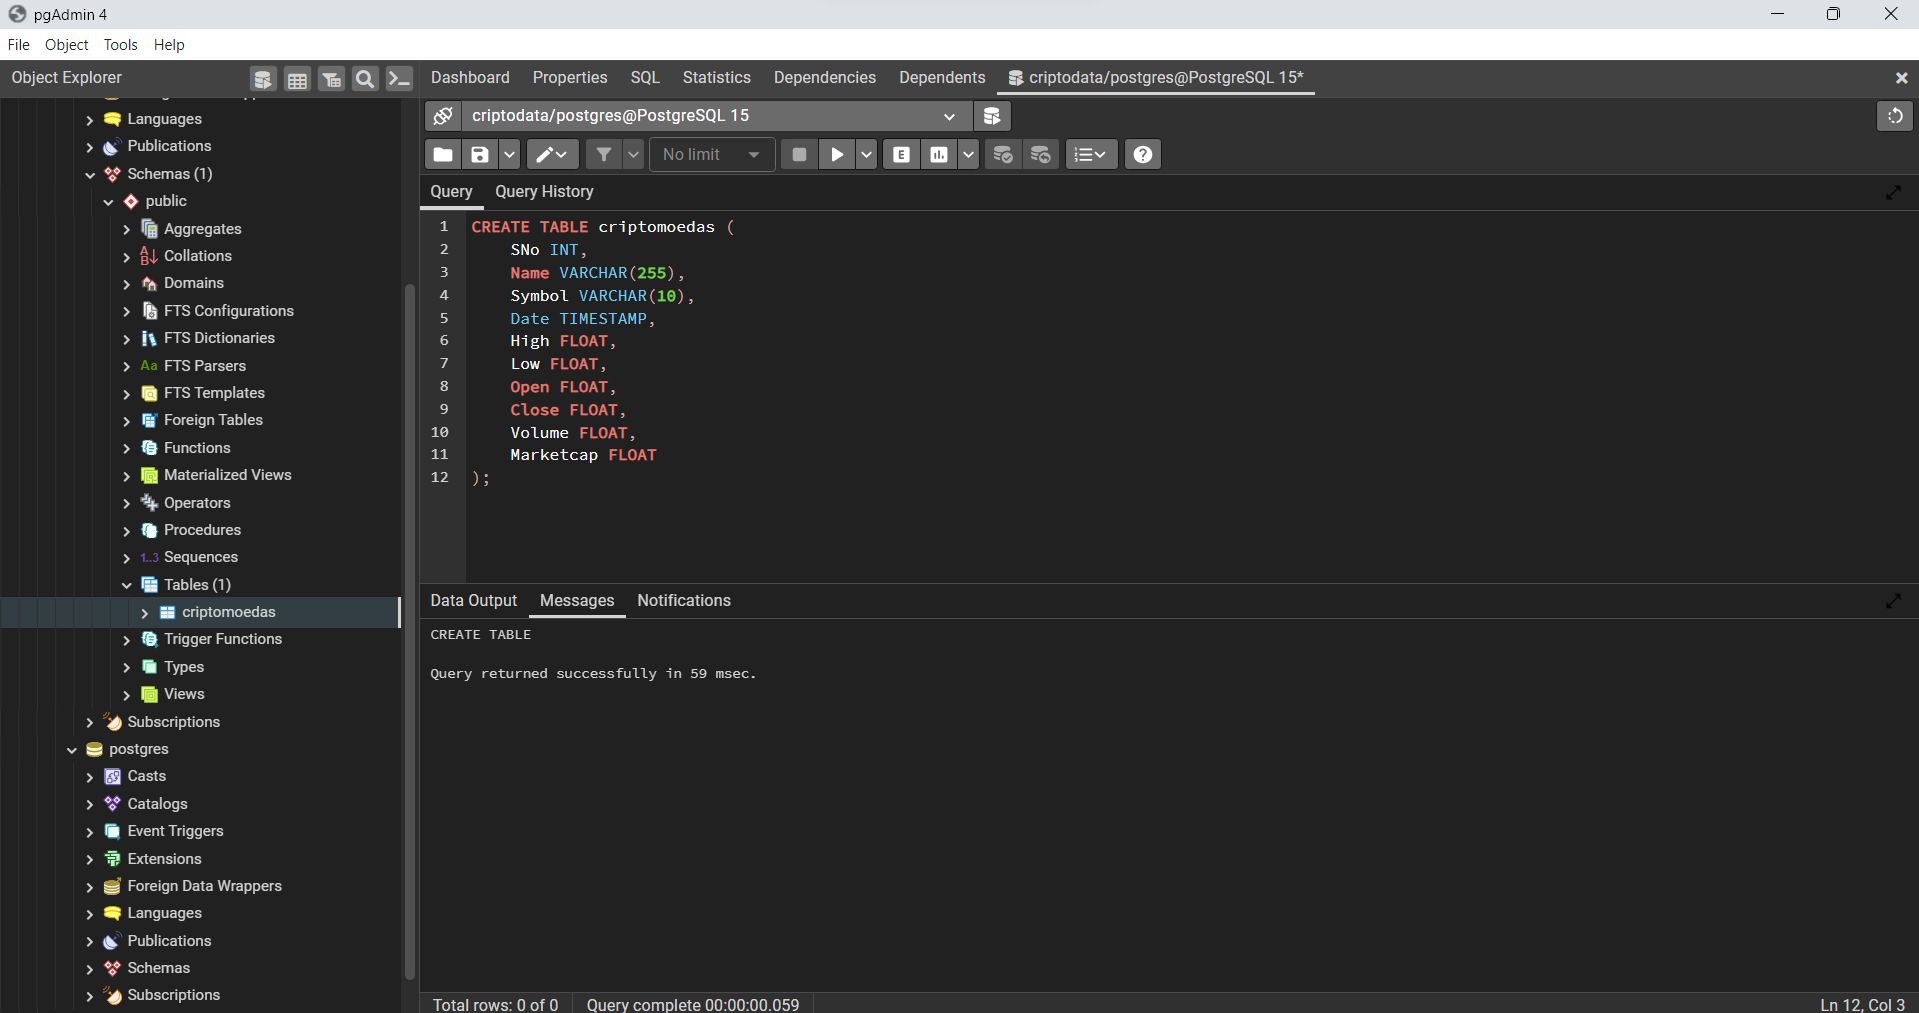 pgAdmin 4
File Object Tools Help
Object Explorer
Dashboard Properties SQL Statistics Dependencies Dependents criptodata/postgres@PostgreSQL 15*
criptodata/postgres@PostgreSQL 15
No limit
E
Query Query History
1 CREATE TABLE criptomoedas (
2 SNo INT,
3 Name VARCHAR(255),
4 Symbol VARCHAR(10),
5 Date TIMESTAMP,
6 High FLOAT,
7 Low FLOAT,
8 Open FLOAT,
9 Close FLOAT,
10 Volume FLOAT,
11 Marketcap FLOAT
12 );
Data Output Messages Notifications
CREATE TABLE
Query returned successfully in 59 msec.
Total rows: 0 of 0 Query complete 00:00:00.059 Ln 12, Col 3
Languages
Publications
Schemas (1)
public
Aggregates
Collations
Domains
FTS Configurations
FTS Dictionaries
Aa FTS Parsers
FTS Templates
Foreign Tables
Functions
Materialized Views
Operators
Procedures
1..3 Sequences
Tables (1)
criptomoedas
Trigger Functions
Types
Views
Subscriptions
postgres
Casts
Catalogs
Event Triggers
Extensions
Foreign Data Wrappers
Languages
Publications
Schemas
Subscriptions